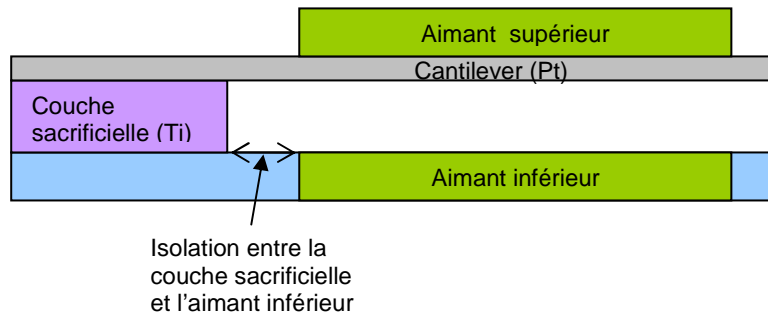 Aimant supérieur
Cantilever (Pt)
Couche
sacrificielle (Ti)
Aimant inférieur
Isolation entre la
couche sacrificielle
et l'aimant inférieur